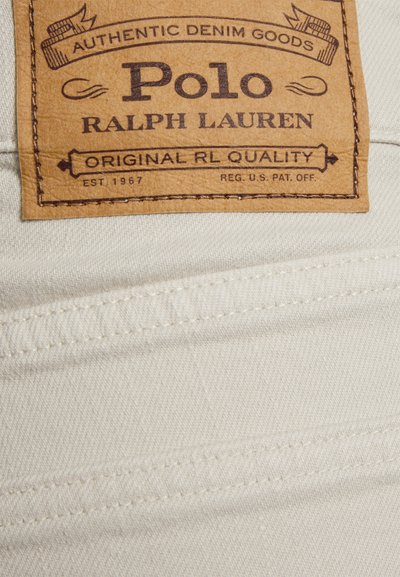 AUTHENTIC DENIM GOODS
Polo
RALPH LAUREN
ORIGINAL RL QUALITY
EST. 1967 REG. U.S. PAT. OFF.